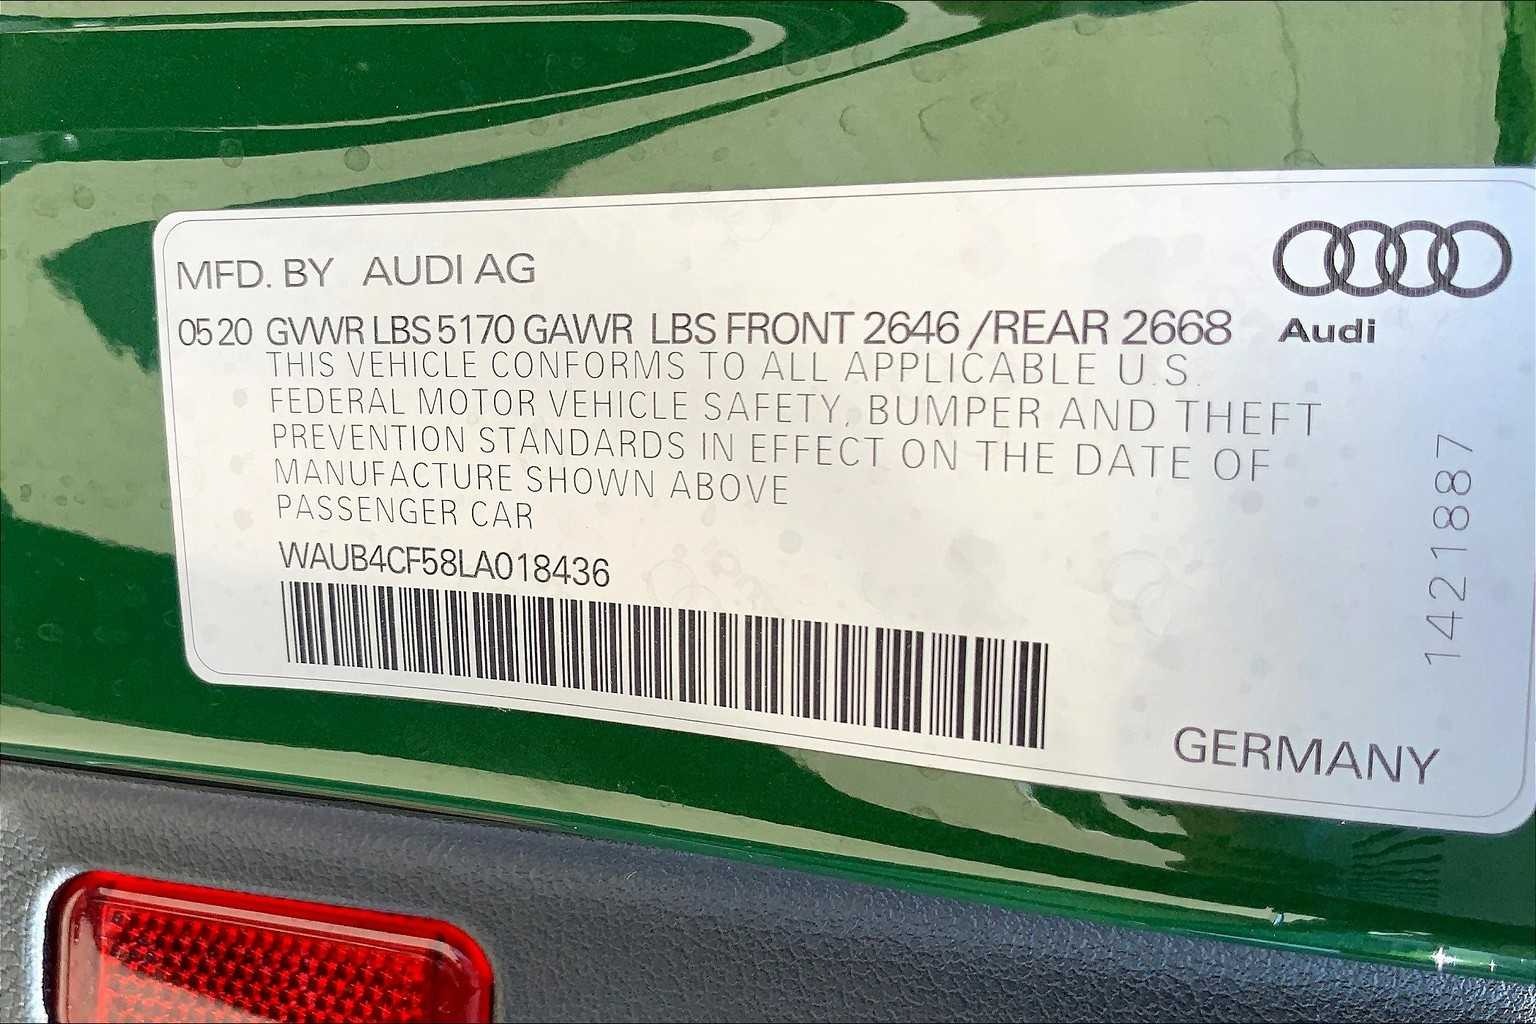 MFD. BY AUDI AG
05 20 GVWR LBS 5170 GAWR LBS FRONT 2646 /REAR 2668
Audi
THIS VEHICLE CONFORMS TO ALL APPLICABLE U.S.
FEDERAL MOTOR VEHICLE SAFETY, BUMPER AND THEFT
PREVENTION STANDARDS IN EFFECT ON THE DATE OF
MANUFACTURE SHOWN ABOVE
PASSENGER CAR
WAUB4CF58LA018436
1421887
GERMANY